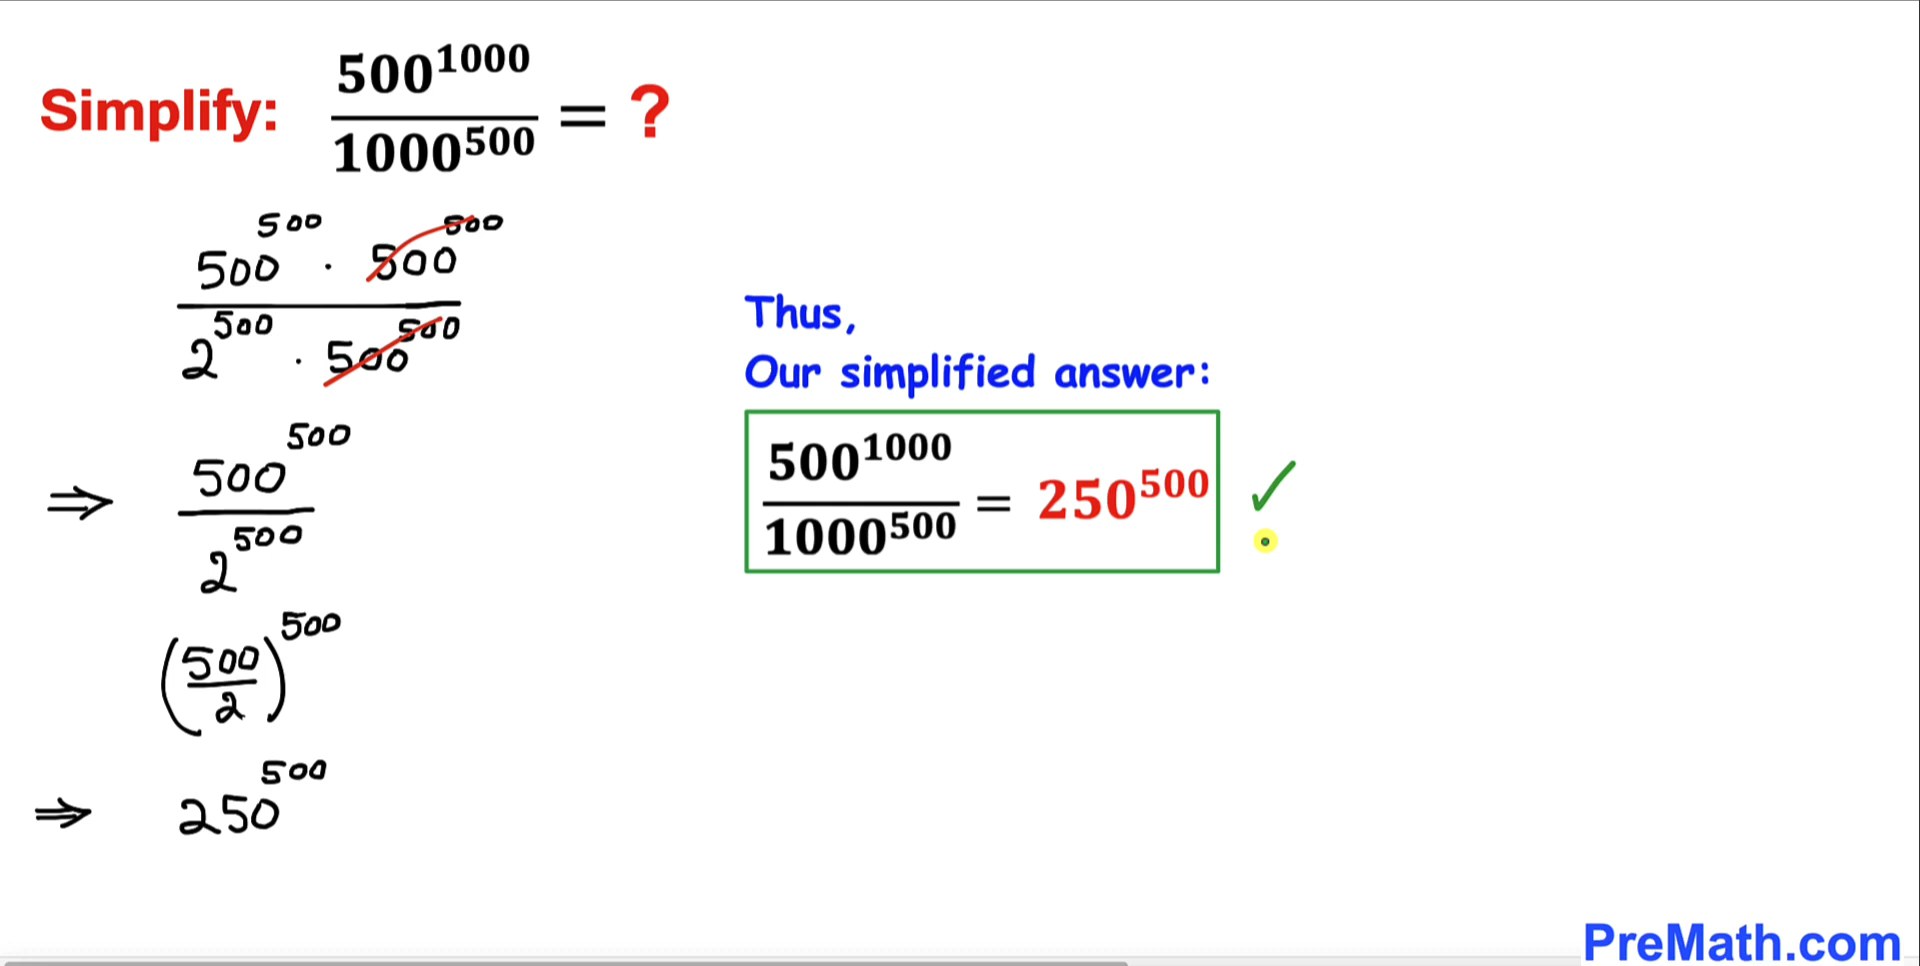 Simplify: 500^1000 / 1000^500 = ?
500^500 · 500^500
2^500 · 500^500
⇒ 500^500
2^500
(500/2)^500
⇒ 250^500
Thus,
Our simplified answer:
500^1000 / 1000^500 = 250^500 ✓
PreMath.com